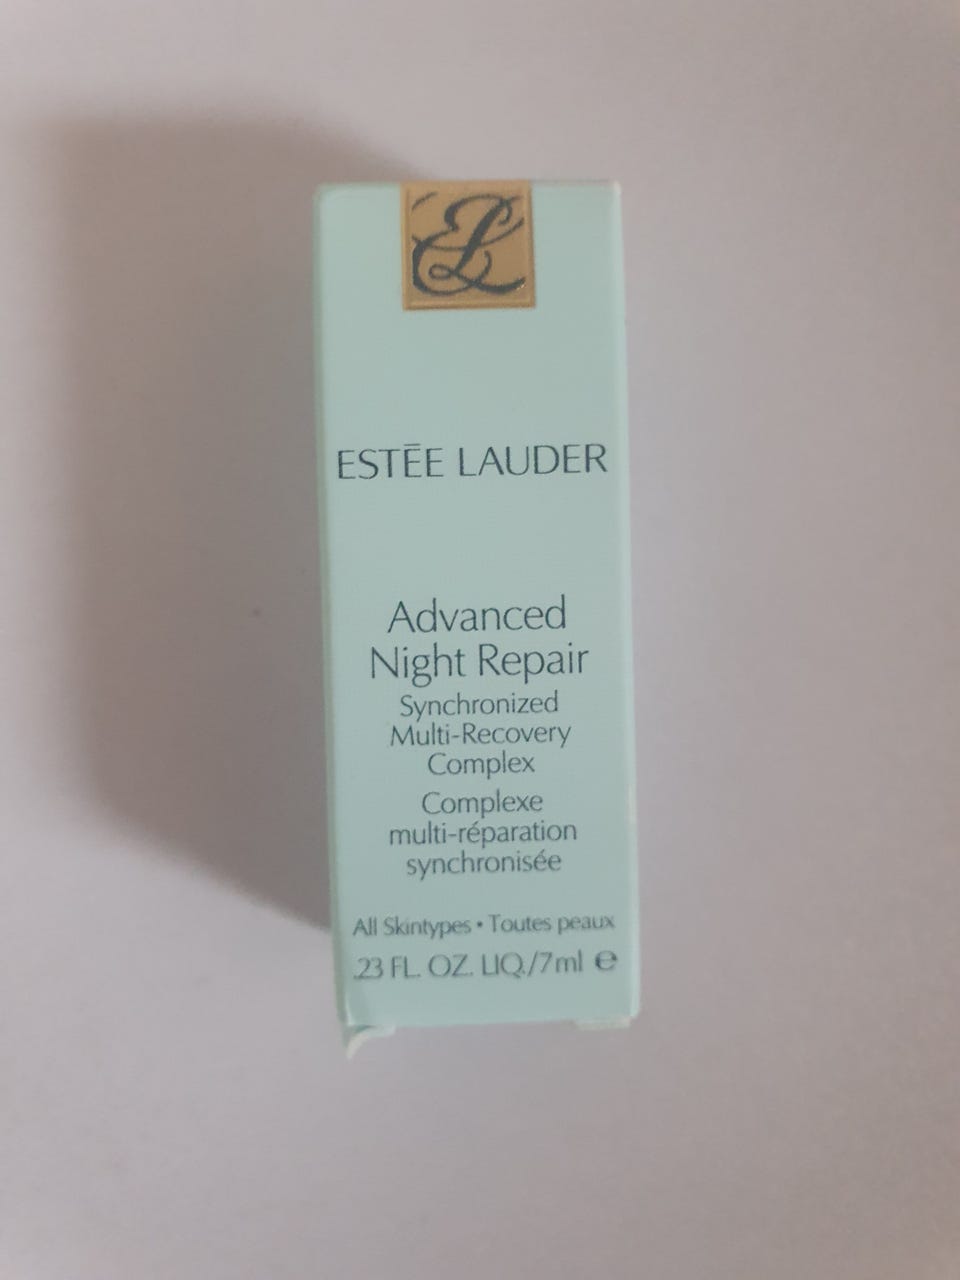 EL
ESTĒE LAUDER
Advanced
Night Repair
Synchronized
Multi-Recovery
Complex
Complexe
multi-réparation
synchronisée
All Skintypes • Toutes peaux
.23 FL. OZ. LIQ./7ml ℮